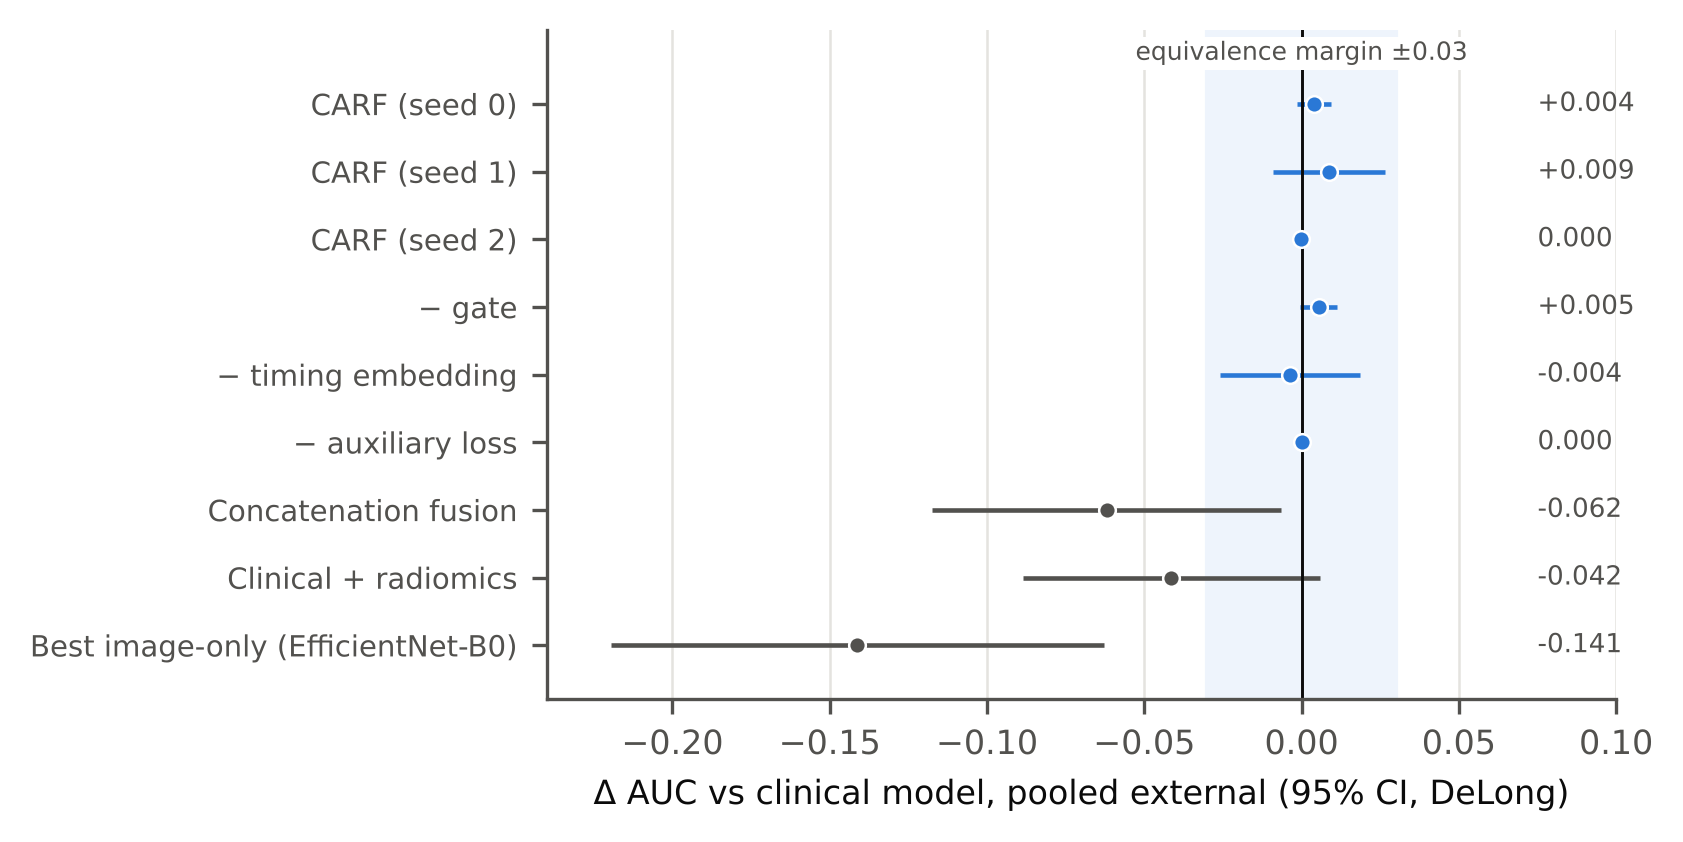 equivalence margin ±0.03
CARF (seed 0) +0.004
CARF (seed 1) +0.009
CARF (seed 2) 0.000
− gate +0.005
− timing embedding -0.004
− auxiliary loss 0.000
Concatenation fusion -0.062
Clinical + radiomics -0.042
Best image-only (EfficientNet-B0) -0.141
−0.20 −0.15 −0.10 −0.05 0.00 0.05 0.10
Δ AUC vs clinical model, pooled external (95% CI, DeLong)